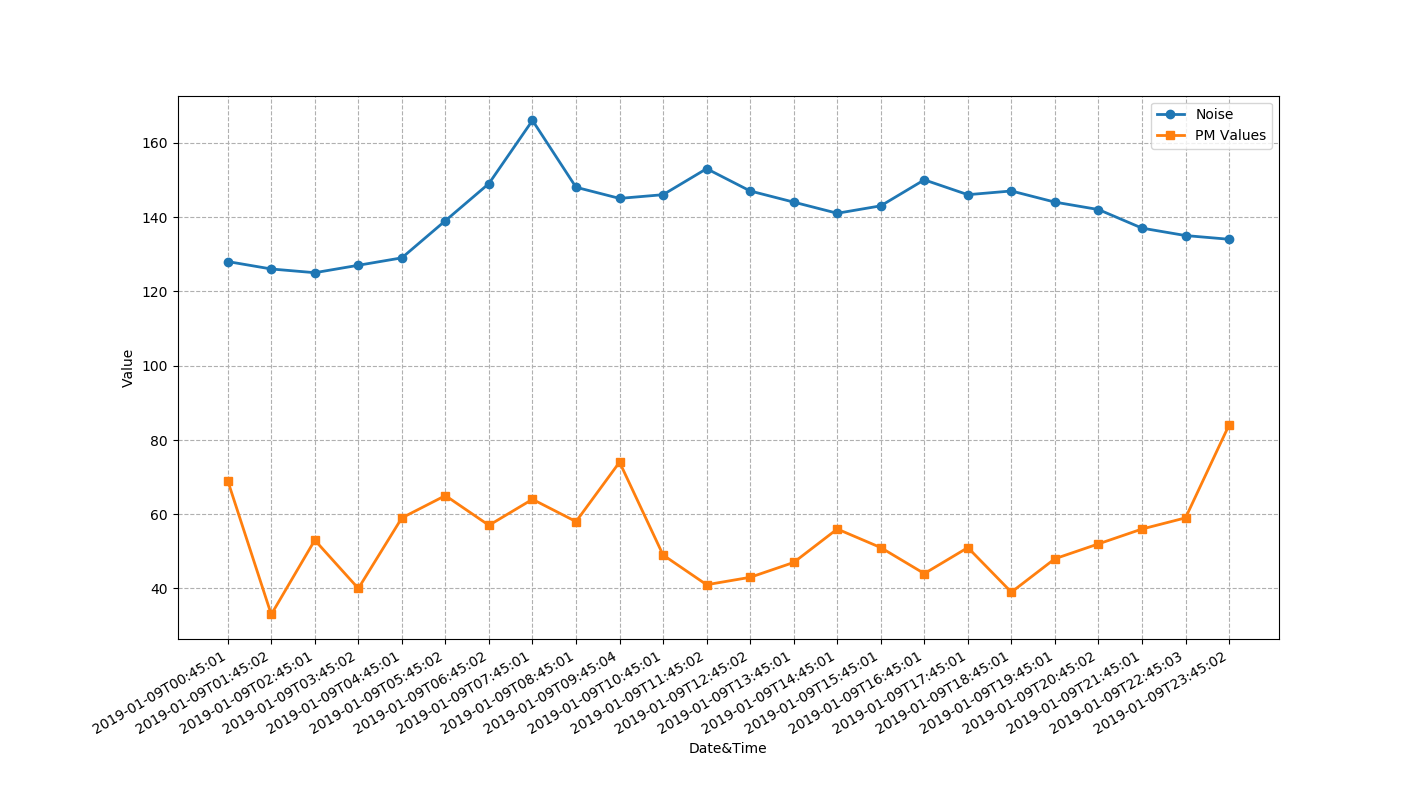 Noise
PM Values
160
140
120
100
80
60
40
Value
2019-01-09T00:45:01
2019-01-09T01:45:02
2019-01-09T02:45:01
2019-01-09T03:45:02
2019-01-09T04:45:01
2019-01-09T05:45:02
2019-01-09T06:45:02
2019-01-09T07:45:01
2019-01-09T08:45:01
2019-01-09T09:45:04
2019-01-09T10:45:01
2019-01-09T11:45:02
2019-01-09T12:45:02
2019-01-09T13:45:01
2019-01-09T14:45:01
2019-01-09T15:45:01
2019-01-09T16:45:01
2019-01-09T17:45:01
2019-01-09T18:45:01
2019-01-09T19:45:01
2019-01-09T20:45:02
2019-01-09T21:45:01
2019-01-09T22:45:03
2019-01-09T23:45:02
Date&Time